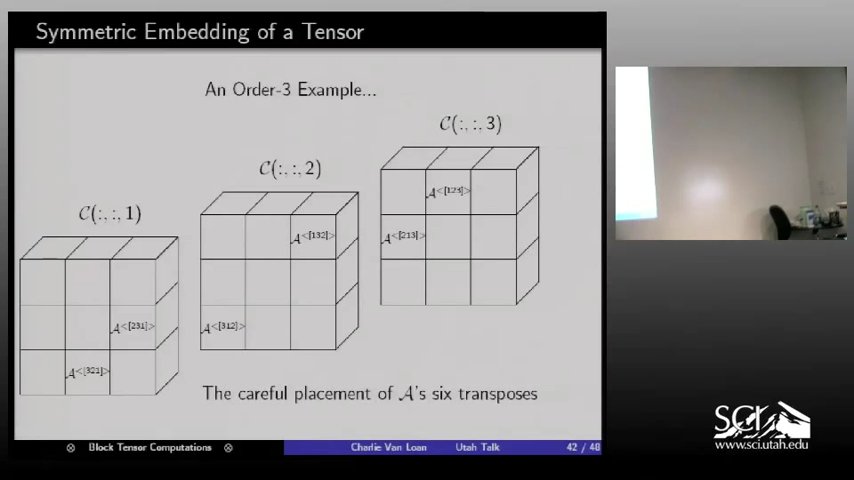 Symmetric Embedding of a Tensor
An Order-3 Example...
C(:, :, 3)
C(:, :, 2)
C(:, :, 1)
A<[123]>
A<[213]>
A<[132]>
A<[312]>
A<[231]>
A<[321]>
The careful placement of A's six transposes
Block Tensor Computations
Charlie Van Loan
Utah Talk
42 / 48
SCI
www.sci.utah.edu